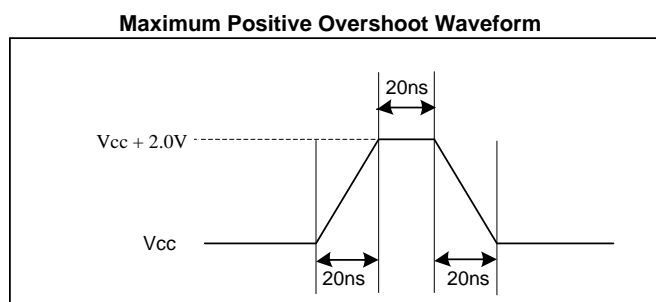 Maximum Positive Overshoot Waveform
20ns
Vcc + 2.0V
Vcc
20ns
20ns